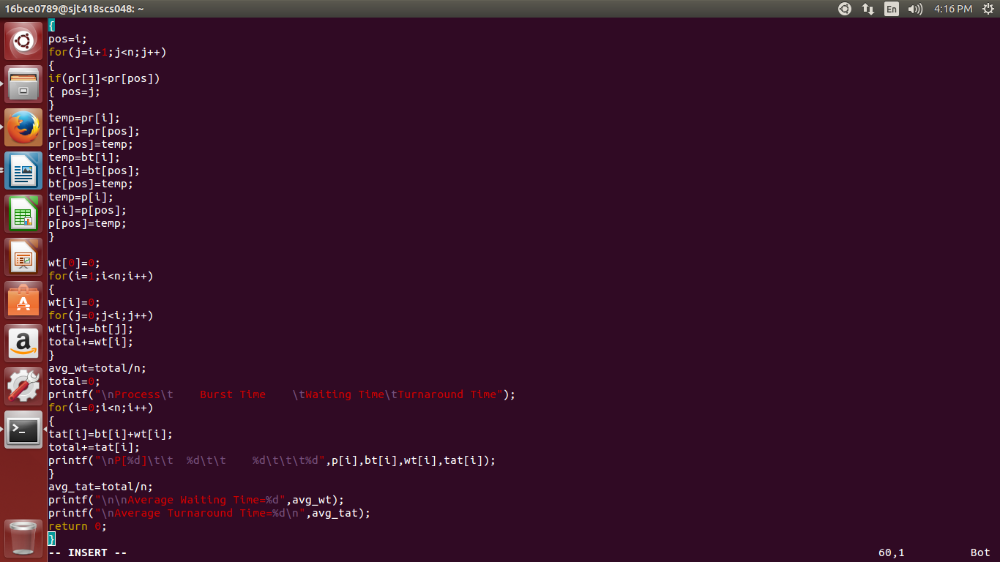 16bce0789@sjt418scs048: ~
En
4:16 PM
{
pos=i;
for(j=i+1;j<n;j++)
{
if(pr[j]<pr[pos])
{ pos=j;
}
temp=pr[i];
pr[i]=pr[pos];
pr[pos]=temp;
temp=bt[i];
bt[i]=bt[pos];
bt[pos]=temp;
temp=p[i];
p[i]=p[pos];
p[pos]=temp;
}

wt[0]=0;
for(i=1;i<n;i++)
{
wt[i]=0;
for(j=0;j<i;j++)
wt[i]+=bt[j];
total+=wt[i];
}
avg_wt=total/n;
total=0;
printf("\nProcess\t    Burst Time    \tWaiting Time\tTurnaround Time");
for(i=0;i<n;i++)
{
tat[i]=bt[i]+wt[i];
total+=tat[i];
printf("\nP[%d]\t\t  %d\t\t    %d\t\t\t%d",p[i],bt[i],wt[i],tat[i]);
}
avg_tat=total/n;
printf("\n\nAverage Waiting Time=%d",avg_wt);
printf("\nAverage Turnaround Time=%d\n",avg_tat);
return 0;
}
-- INSERT --
60,1
Bot